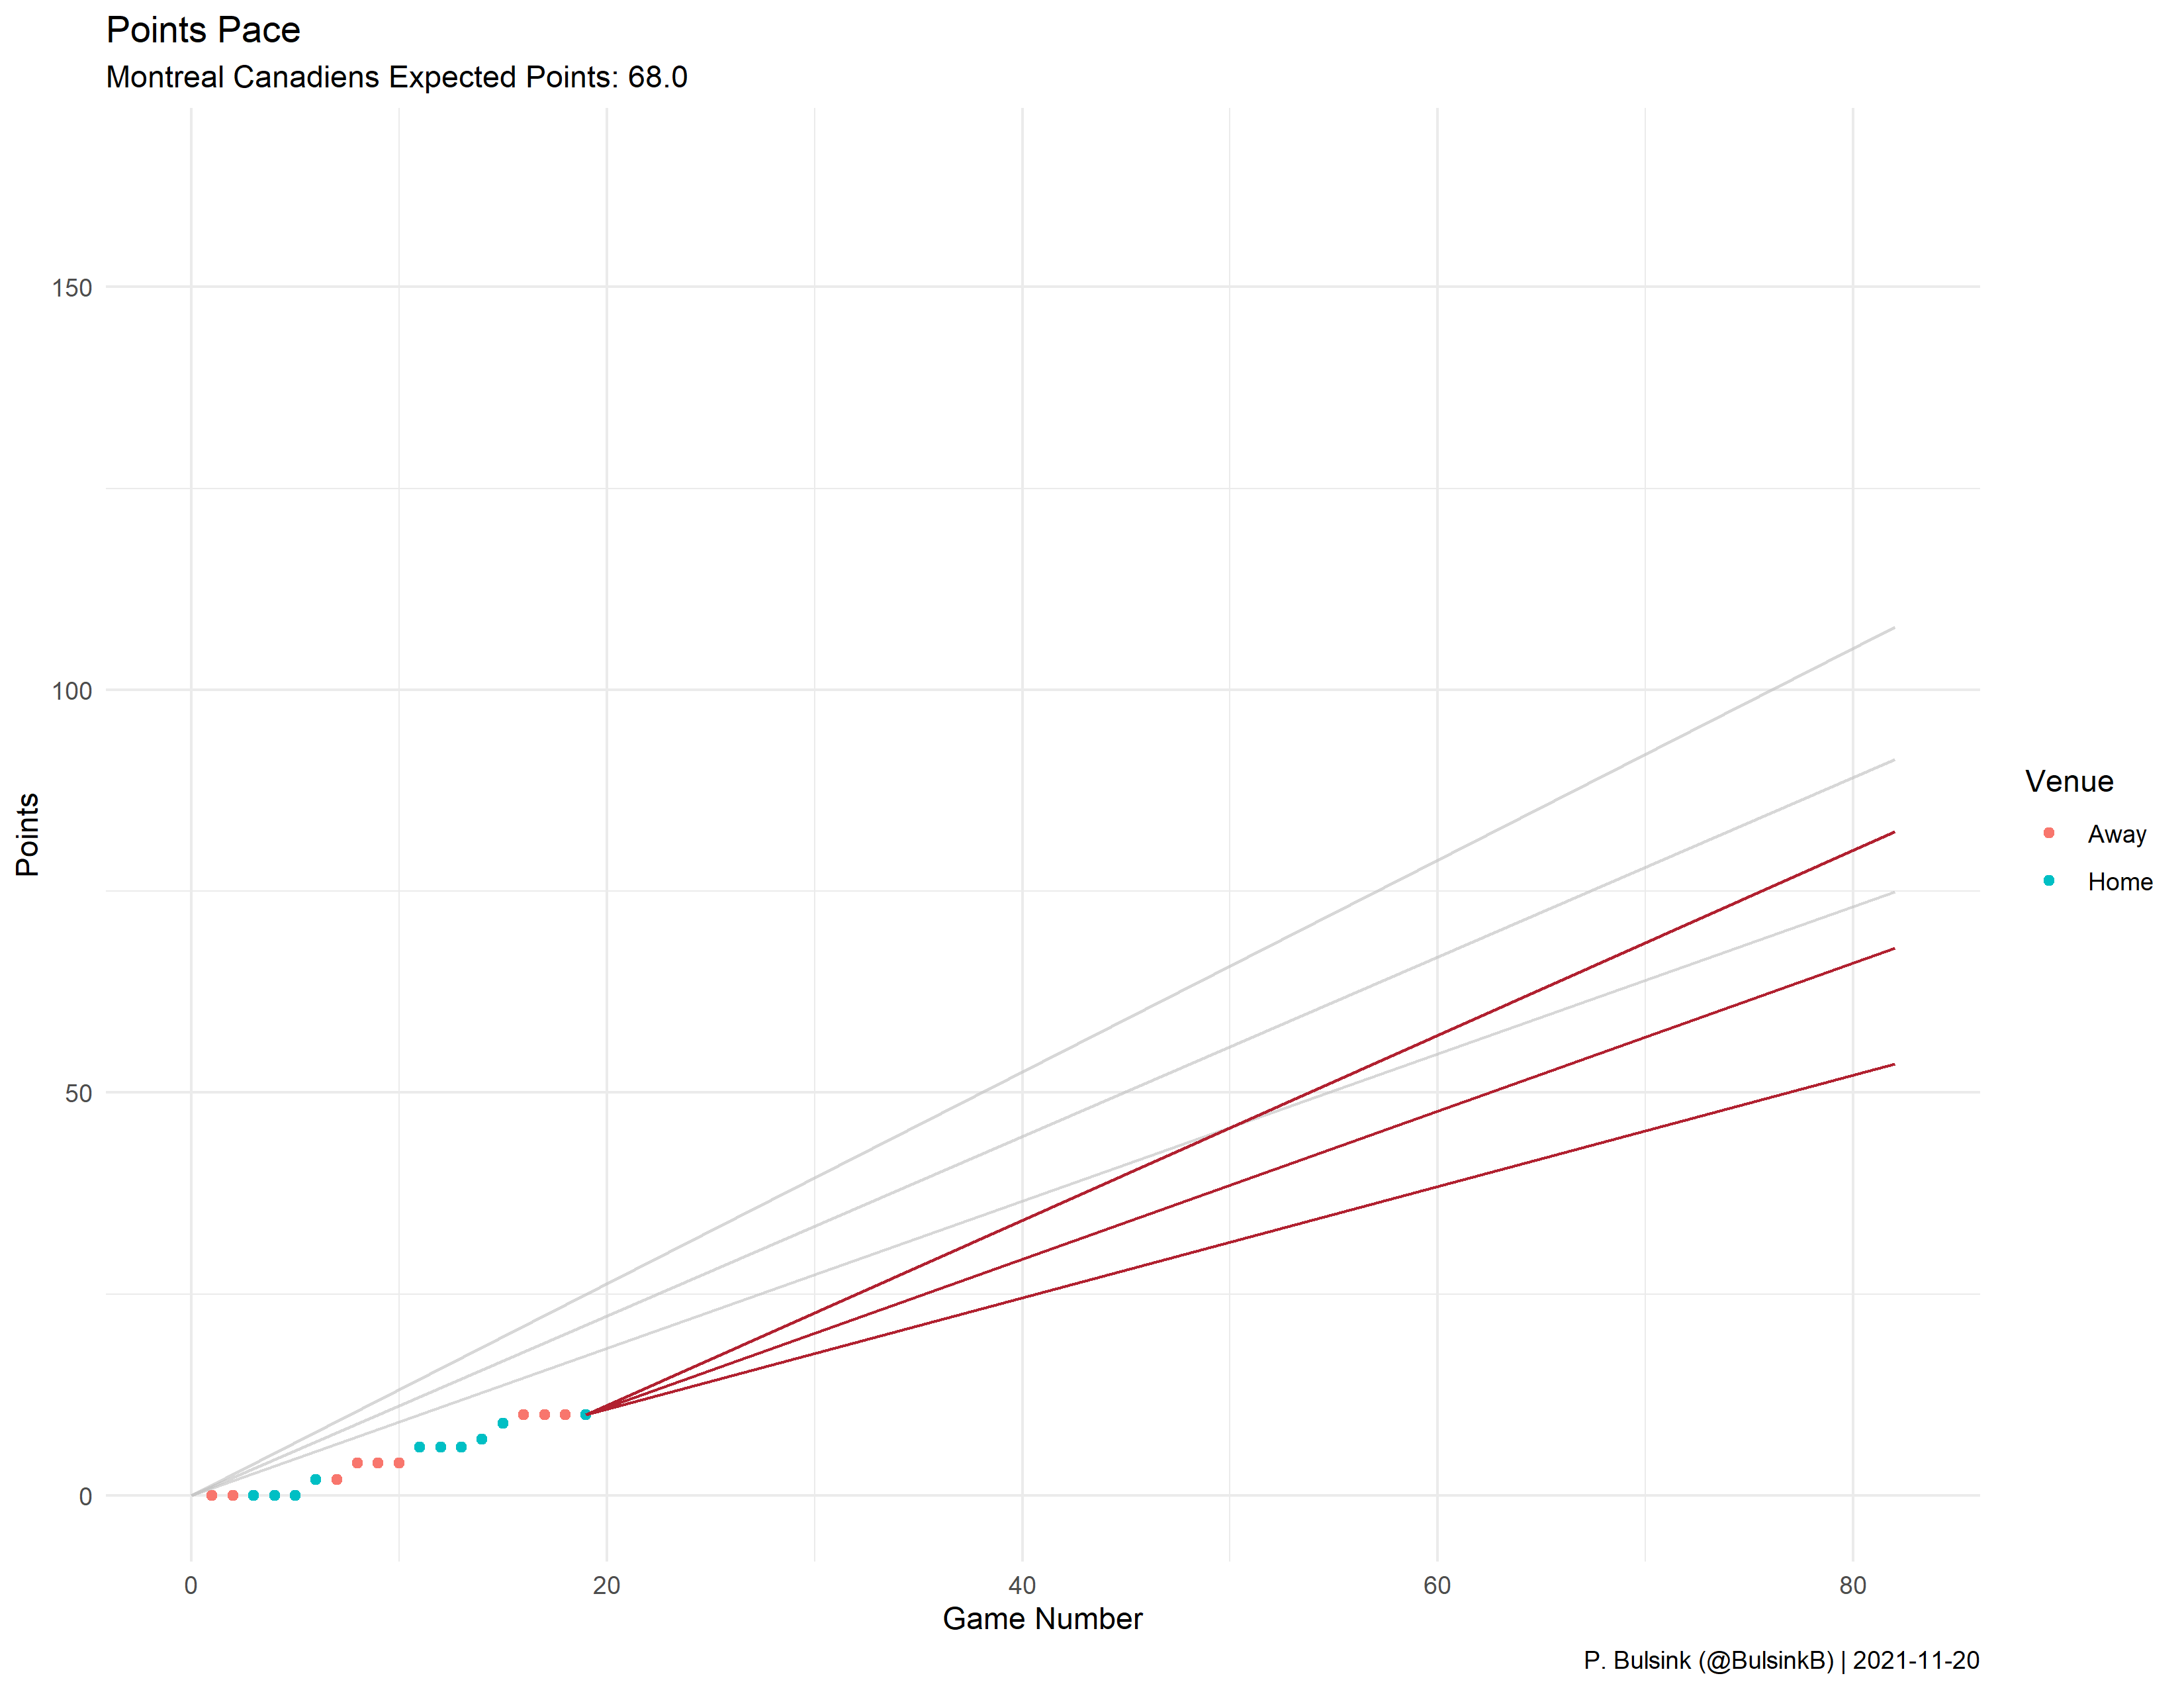 Points Pace
Montreal Canadiens Expected Points: 68.0
150
100
50
0
Points
0 20 40 60 80
Game Number
Venue
Away
Home
P. Bulsink (@BulsinkB) | 2021-11-20